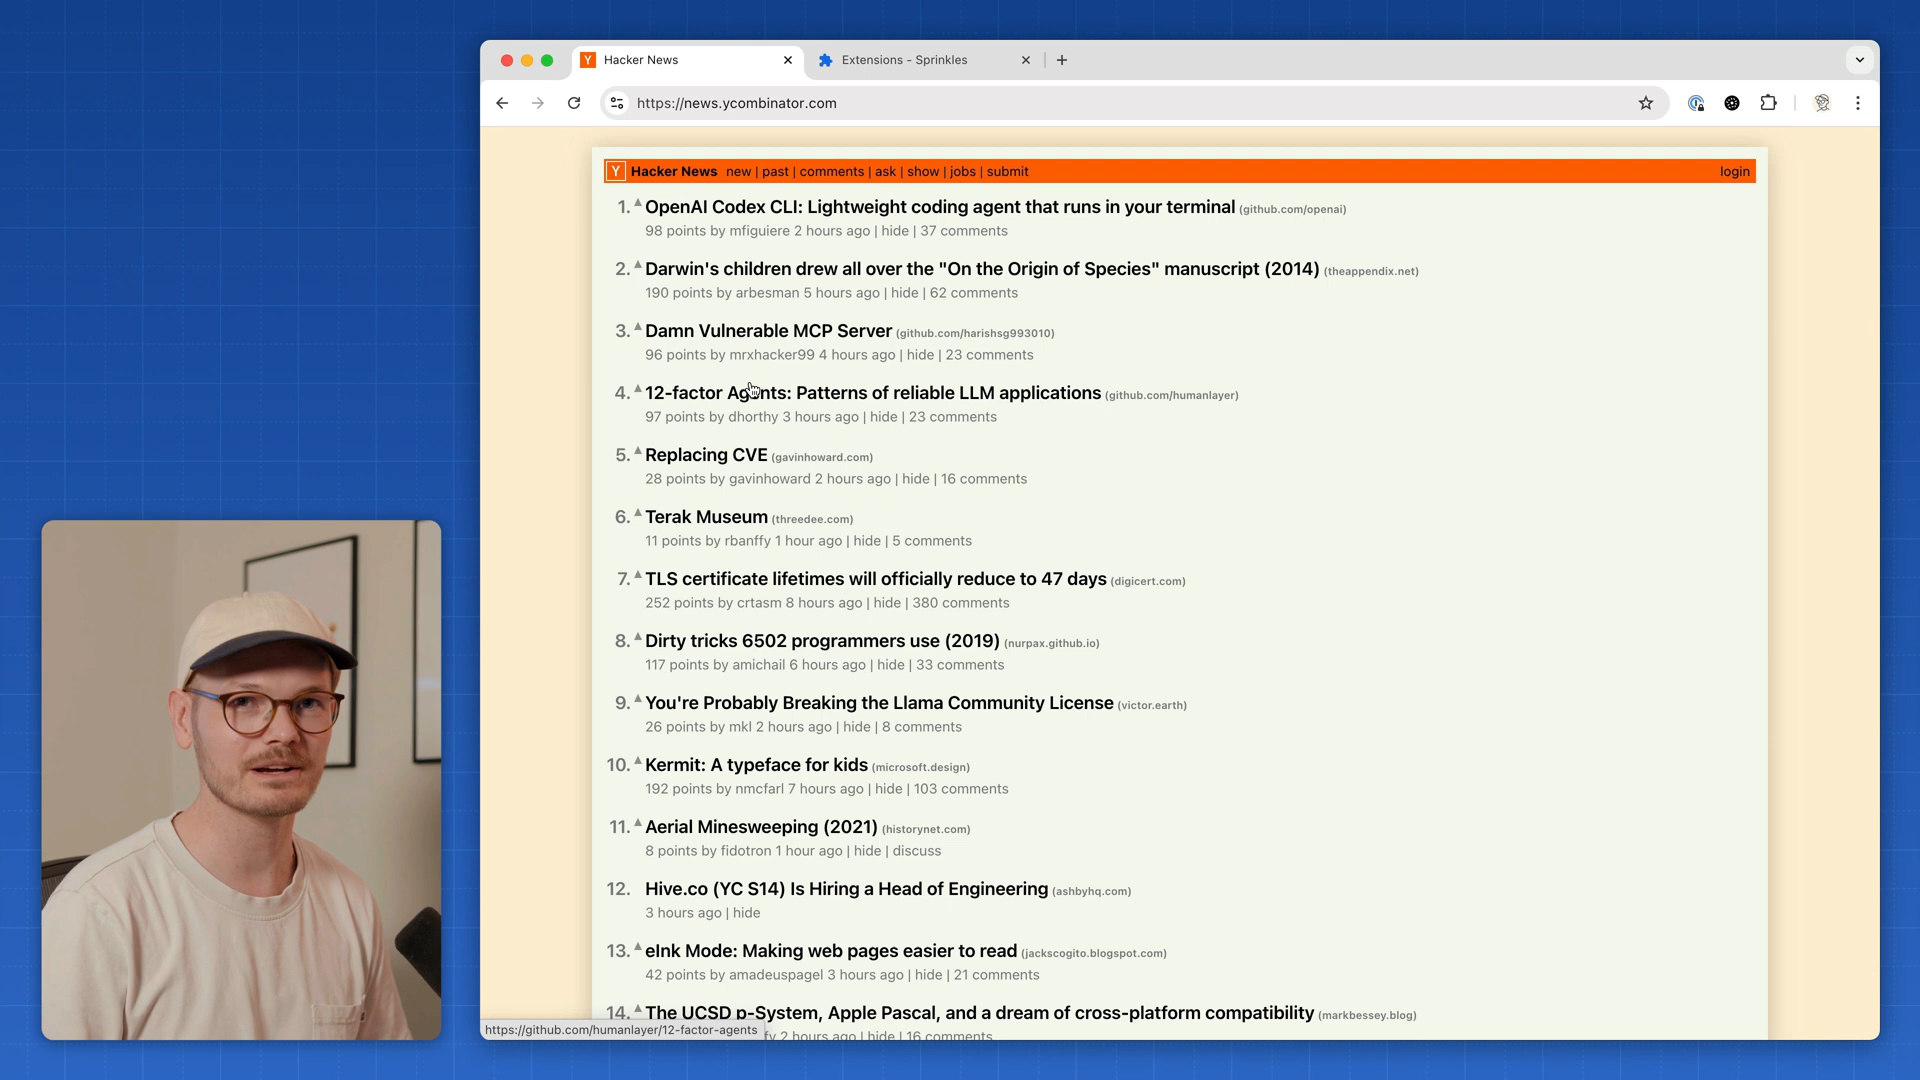 Hacker News
Extensions - Sprinkles
https://news.ycombinator.com
Y Hacker News new | past | comments | ask | show | jobs | submit login
1. OpenAI Codex CLI: Lightweight coding agent that runs in your terminal (github.com/openai)
98 points by mfiguiere 2 hours ago | hide | 37 comments
2. Darwin's children drew all over the "On the Origin of Species" manuscript (2014) (theappendix.net)
190 points by arbesman 5 hours ago | hide | 62 comments
3. Damn Vulnerable MCP Server (github.com/harishsg993010)
96 points by mrxhacker99 4 hours ago | hide | 23 comments
4. 12-factor Agents: Patterns of reliable LLM applications (github.com/humanlayer)
97 points by dhorthy 3 hours ago | hide | 23 comments
5. Replacing CVE (gavinhoward.com)
28 points by gavinhoward 2 hours ago | hide | 16 comments
6. Terak Museum (threedee.com)
11 points by rbanffy 1 hour ago | hide | 5 comments
7. TLS certificate lifetimes will officially reduce to 47 days (digicert.com)
252 points by crtasm 8 hours ago | hide | 380 comments
8. Dirty tricks 6502 programmers use (2019) (nurpax.github.io)
117 points by amichail 6 hours ago | hide | 33 comments
9. You're Probably Breaking the Llama Community License (victor.earth)
26 points by mkl 2 hours ago | hide | 8 comments
10. Kermit: A typeface for kids (microsoft.design)
192 points by nmcfarl 7 hours ago | hide | 103 comments
11. Aerial Minesweeping (2021) (historynet.com)
8 points by fidotron 1 hour ago | hide | discuss
12. Hive.co (YC S14) Is Hiring a Head of Engineering (ashbyhq.com)
3 hours ago | hide
13. eInk Mode: Making web pages easier to read (jackscogito.blogspot.com)
42 points by amadeuspagel 3 hours ago | hide | 21 comments
14. The UCSD p-System, Apple Pascal, and a dream of cross-platform compatibility (markbessey.blog)
https://github.com/humanlayer/12-factor-agents
2 hours ago | hide | 16 comments